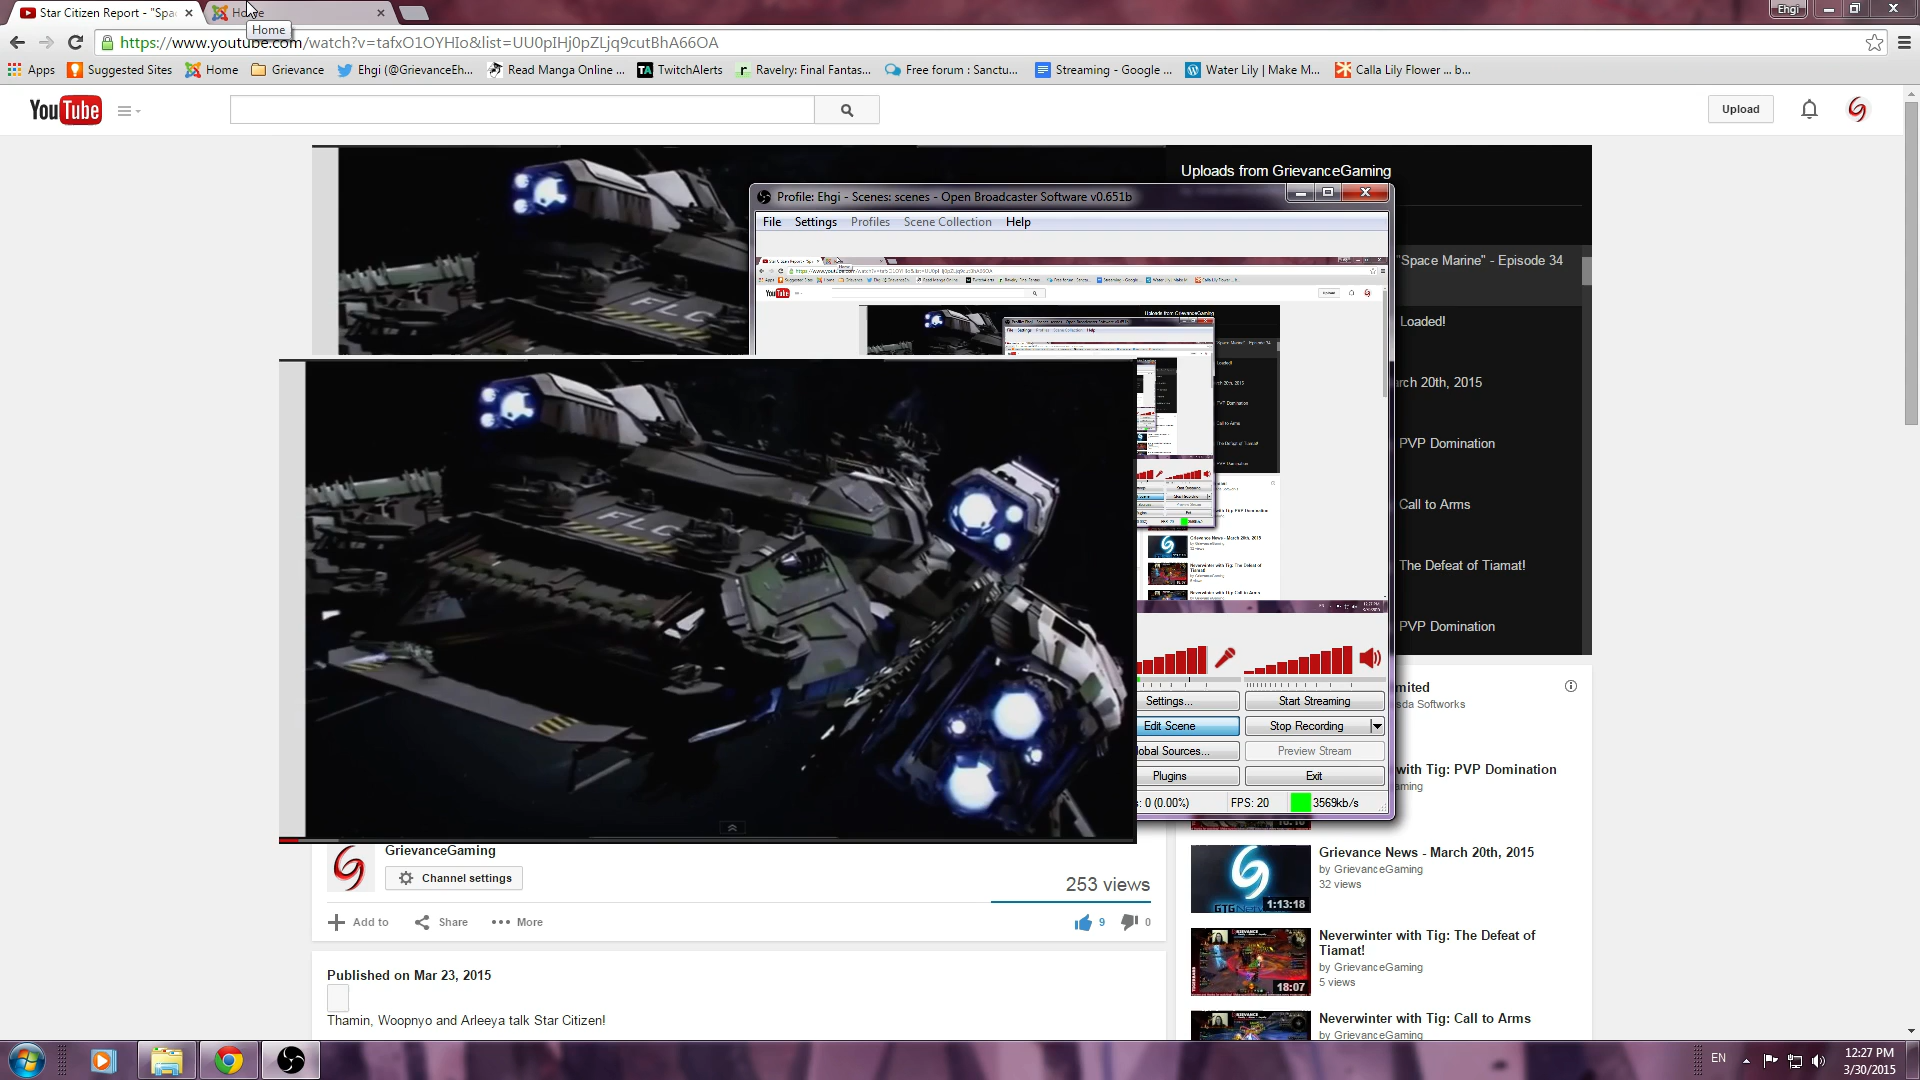 Star Citizen Report - "Spac
Home
Ehgi
Home
https://www.youtube.com/watch?v=tafxO1OYHIo&list=UU0pIHj0pZLjq9cutBhA66OA
Apps
Suggested Sites
Home
Grievance
Ehgi (@GrievanceEh...
Read Manga Online ...
TA TwitchAlerts
r Ravelry: Final Fantas...
Free forum : Sanctu...
Streaming - Google ...
Water Lily | Make M...
Calla Lily Flower ... b...
YouTube
Upload
Uploads from GrievanceGaming
Profile: Ehgi - Scenes: scenes - Open Broadcaster Software v0.651b
File Settings Profiles Scene Collection Help
"Space Marine" - Episode 34
Loaded!
rch 20th, 2015
PVP Domination
Call to Arms
The Defeat of Tiamat!
PVP Domination
FLC
FLC
Settings...
Start Streaming
Edit Scene
Stop Recording
lobal Sources...
Preview Stream
Plugins
Exit
s: 0 (0.00%)
FPS: 20
3569kb/s
mited
sda Softworks
with Tig: PVP Domination
aming
GrievanceGaming
Channel settings
253 views
Add to
Share
More
9
0
Published on Mar 23, 2015
Thamin, Woopnyo and Arleeya talk Star Citizen!
Grievance News - March 20th, 2015
by GrievanceGaming
32 views
1:13:18
Neverwinter with Tig: The Defeat of
Tiamat!
by GrievanceGaming
5 views
18:07
Neverwinter with Tig: Call to Arms
by GrievanceGaming
EN
12:27 PM
3/30/2015